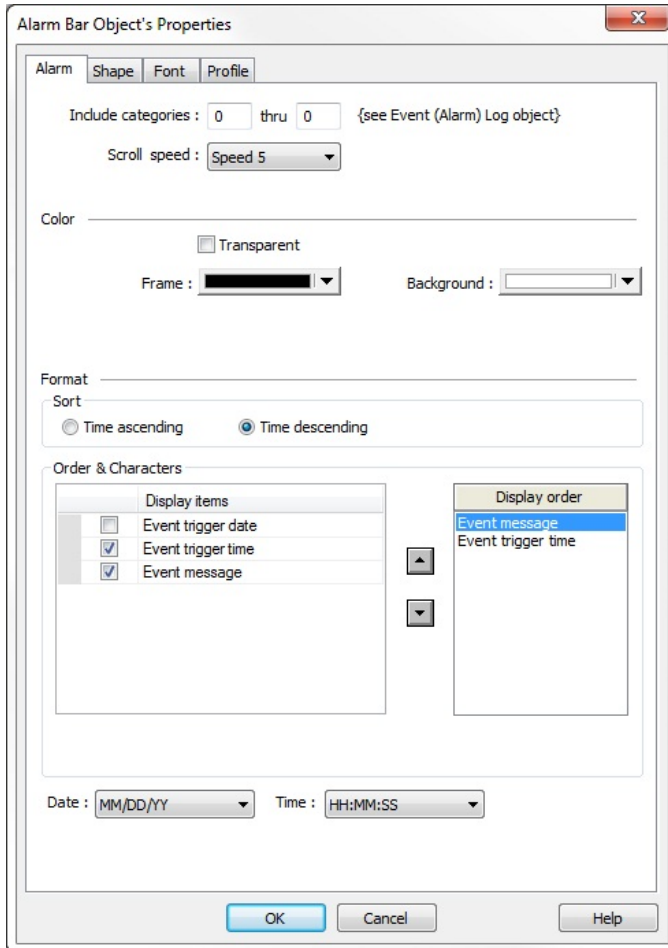 Alarm Bar Object's Properties
Alarm Shape Font Profile
Include categories : 0 thru 0 {see Event (Alarm) Log object}
Scroll speed : Speed 5
Color
Transparent
Frame : Background :
Format
Sort
Time ascending Time descending
Order & Characters
Display items
Event trigger date
Event trigger time
Event message
Display order
Event message
Event trigger time
Date : MM/DD/YY Time : HH:MM:SS
OK Cancel Help